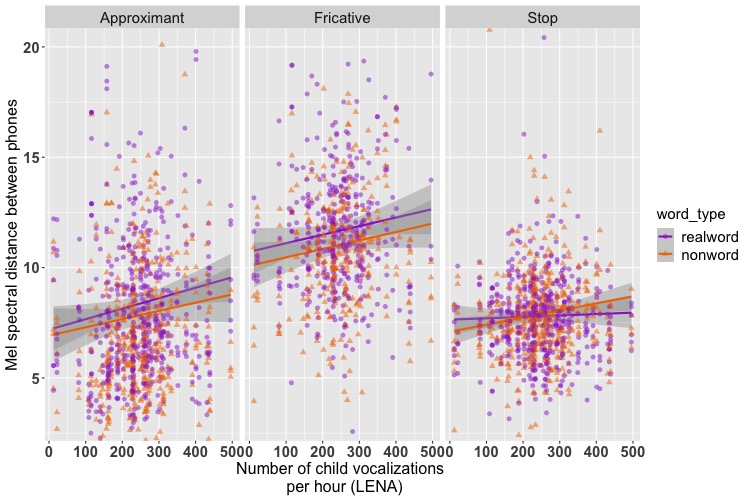 Approximant Fricative Stop
20
15
10
5
0 100 200 300 400 500 0 100 200 300 400 500 0 100 200 300 400 500
Mel spectral distance between phones
Number of child vocalizations
per hour (LENA)
word_type
realword
nonword